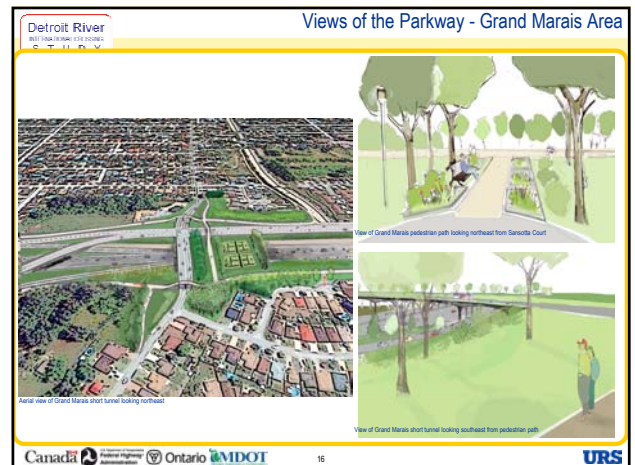 Detroit River
INTERNATIONAL CROSSING
S T U D Y
Views of the Parkway - Grand Marais Area
View of Grand Marais pedestrian path looking northeast from Sansotta Court
Aerial view of Grand Marais short tunnel looking northeast
View of Grand Marais short tunnel looking southeast from pedestrian path
Canada
Federal Highway
Administration
Ontario
MDOT
16
URS